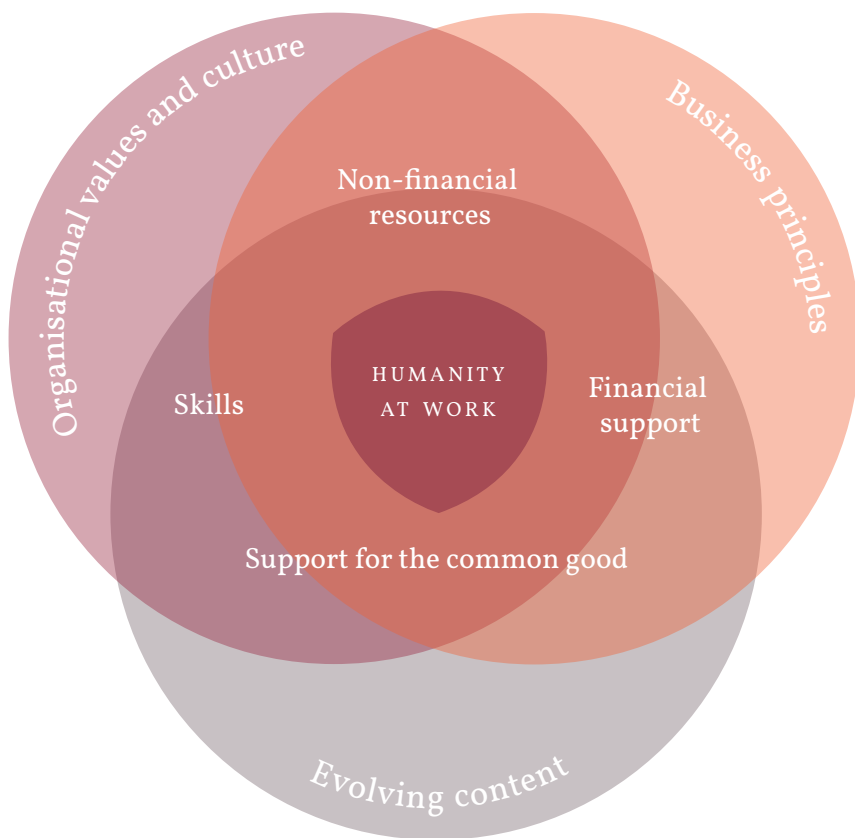 Organisational values and culture
Business principles
Non-financial
resources
HUMANITY
AT WORK
Skills
Financial
support
Support for the common good
Evolving content